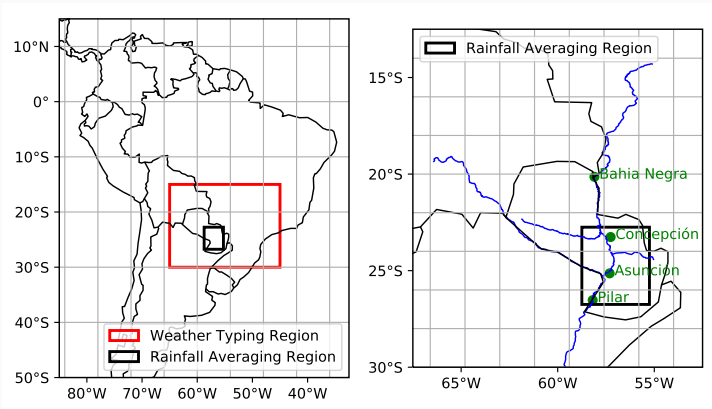 10°N
0°
10°S
20°S
30°S
40°S
50°S
80°W
70°W
60°W
50°W
40°W
Weather Typing Region
Rainfall Averaging Region
Rainfall Averaging Region
15°S
20°S
25°S
30°S
65°W
60°W
55°W
Bahia Negra
Concepción
Asunción
Pilar